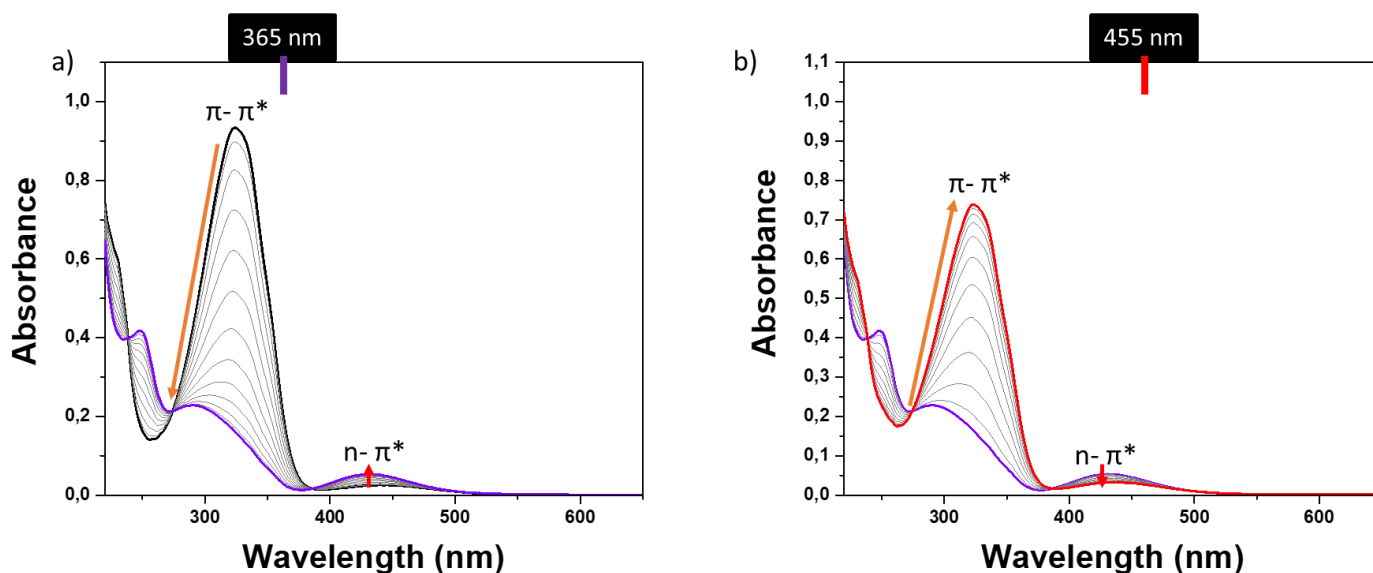 365 nm
a)
π- π*
n- π*
Absorbance
1,0
0,8
0,6
0,4
0,2
0,0
300
400
500
600
Wavelength (nm)
455 nm
b)
π- π*
n- π*
Absorbance
1,1
1,0
0,9
0,8
0,7
0,6
0,5
0,4
0,3
0,2
0,1
0,0
300
400
500
600
Wavelength (nm)